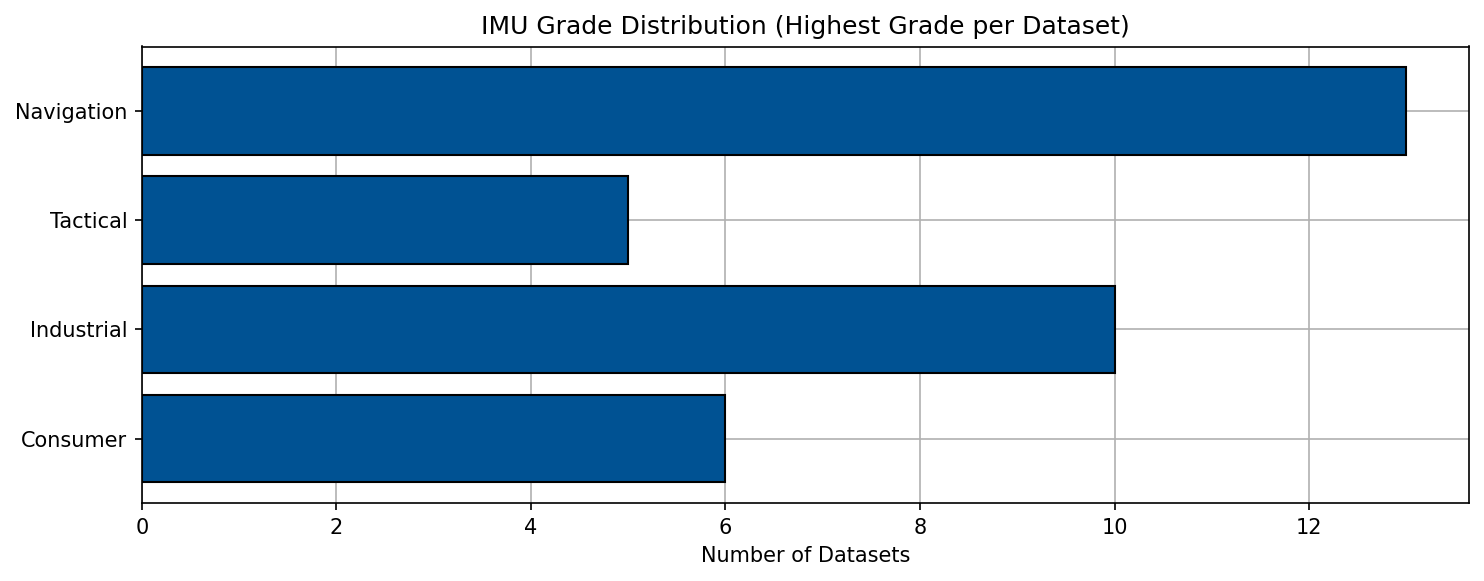 IMU Grade Distribution (Highest Grade per Dataset)
Navigation
Tactical
Industrial
Consumer
0 2 4 6 8 10 12
Number of Datasets